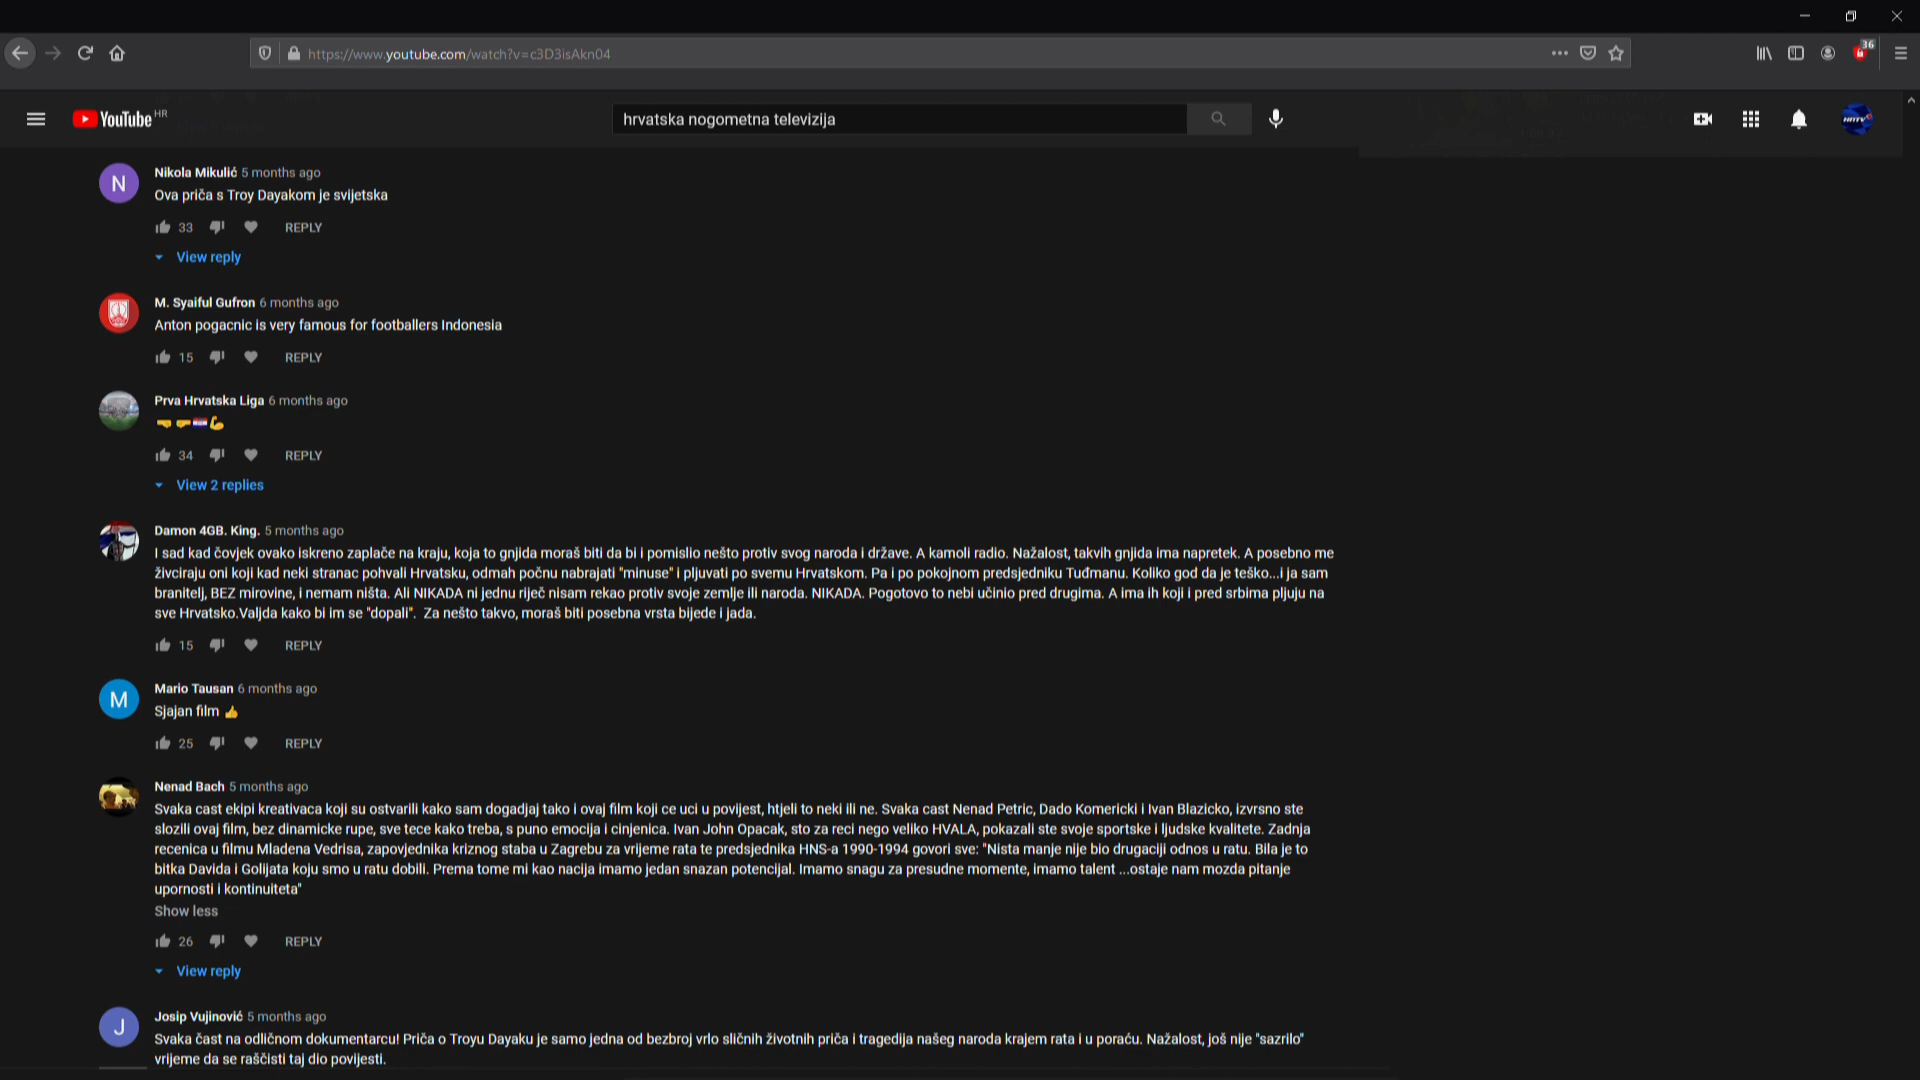 https://www.youtube.com/watch?v=c3D3isAkn04
36
YouTube HR
hrvatska nogometna televizija
HNTV
N
Nikola Mikulić 5 months ago
Ova priča s Troy Dayakom je svijetska
33 REPLY
View reply
M. Syaiful Gufron 6 months ago
Anton pogacnic is very famous for footballers Indonesia
15 REPLY
Prva Hrvatska Liga 6 months ago
34 REPLY
View 2 replies
Damon 4GB. King. 5 months ago
I sad kad čovjek ovako iskreno zaplače na kraju, koja to gnjida moraš biti da bi i pomislio nešto protiv svog naroda i države. A kamoli radio. Nažalost, takvih gnjida ima napretek. A posebno me
živciraju oni koji kad neki stranac pohvali Hrvatsku, odmah počnu nabrajati "minuse" i pljuvati po svemu Hrvatskom. Pa i po pokojnom predsjedniku Tuđmanu. Koliko god da je teško...i ja sam
branitelj, BEZ mirovine, i nemam ništa. Ali NIKADA ni jednu riječ nisam rekao protiv svoje zemlje ili naroda. NIKADA. Pogotovo to nebi učinio pred drugima. A ima ih koji i pred srbima pljuju na
sve Hrvatsko.Valjda kako bi im se "dopali".  Za nešto takvo, moraš biti posebna vrsta bijede i jada.
15 REPLY
M
Mario Tausan 6 months ago
Sjajan film 👍
25 REPLY
Nenad Bach 5 months ago
Svaka cast ekipi kreativaca koji su ostvarili kako sam dogadjaj tako i ovaj film koji ce uci u povijest, htjeli to neki ili ne. Svaka cast Nenad Petric, Dado Komericki i Ivan Blazicko, izvrsno ste
slozili ovaj film, bez dinamicke rupe, sve tece kako treba, s puno emocija i cinjenica. Ivan John Opacak, sto za reci nego veliko HVALA, pokazali ste svoje sportske i ljudske kvalitete. Zadnja
recenica u filmu Mladena Vedrisa, zapovjednika kriznog staba u Zagrebu za vrijeme rata te predsjednika HNS-a 1990-1994 govori sve: "Nista manje nije bio drugaciji odnos u ratu. Bila je to
bitka Davida i Golijata koju smo u ratu dobili. Prema tome mi kao nacija imamo jedan snazan potencijal. Imamo snagu za presudne momente, imamo talent ...ostaje nam mozda pitanje
upornosti i kontinuiteta"
Show less
26 REPLY
View reply
J
Josip Vujinović 5 months ago
Svaka čast na odličnom dokumentarcu! Priča o Troyu Dayaku je samo jedna od bezbroj vrlo sličnih životnih priča i tragedija našeg naroda krajem rata i u poraću. Nažalost, još nije "sazrilo"
vrijeme da se raščisti taj dio povijesti.